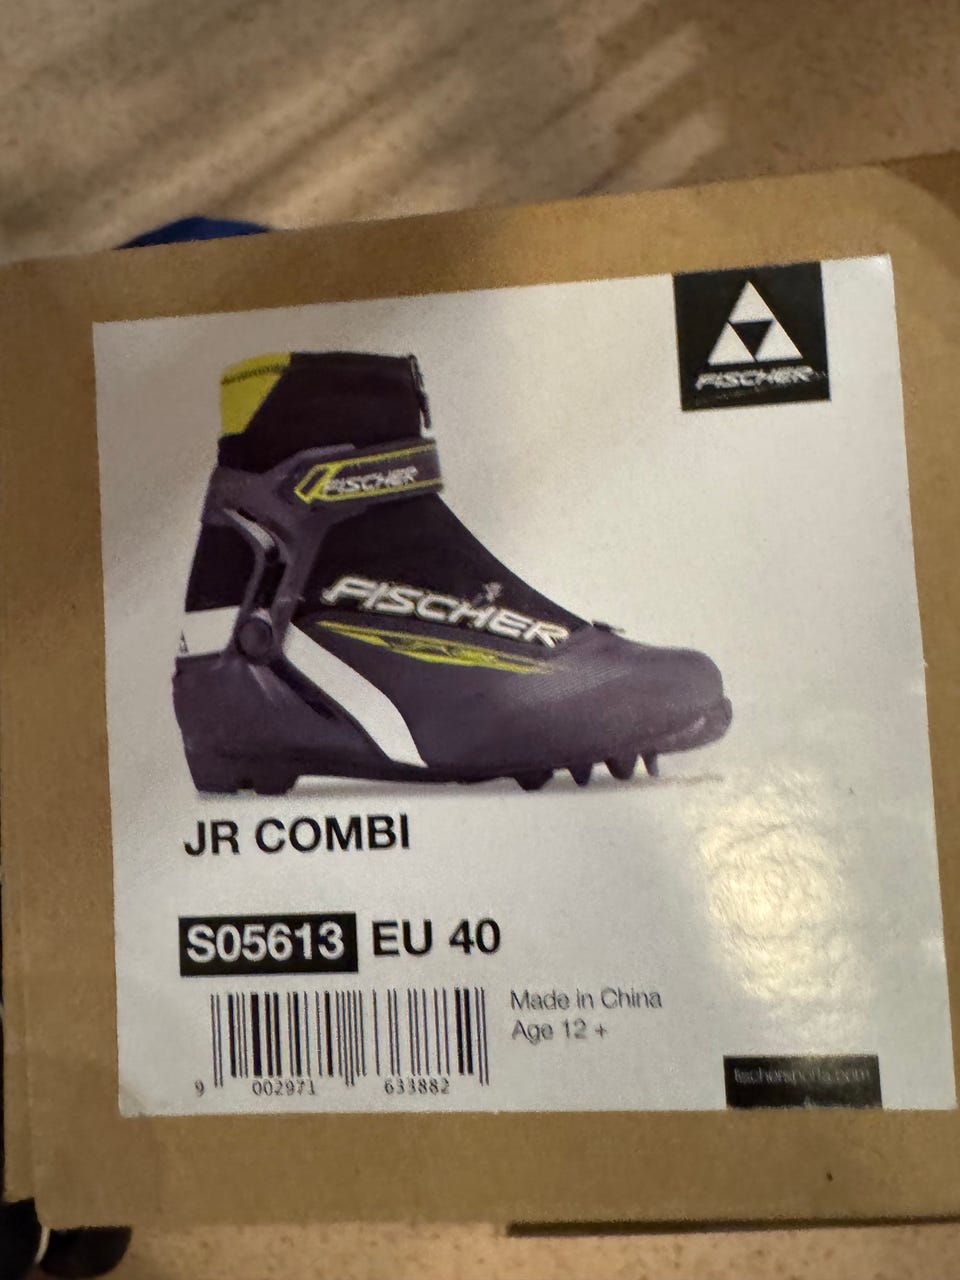 FISCHER
FISCHER
FISCHER
JR COMBI
S05613 EU 40
Made in China
Age 12 +
9 002971 633882
fischersports.com